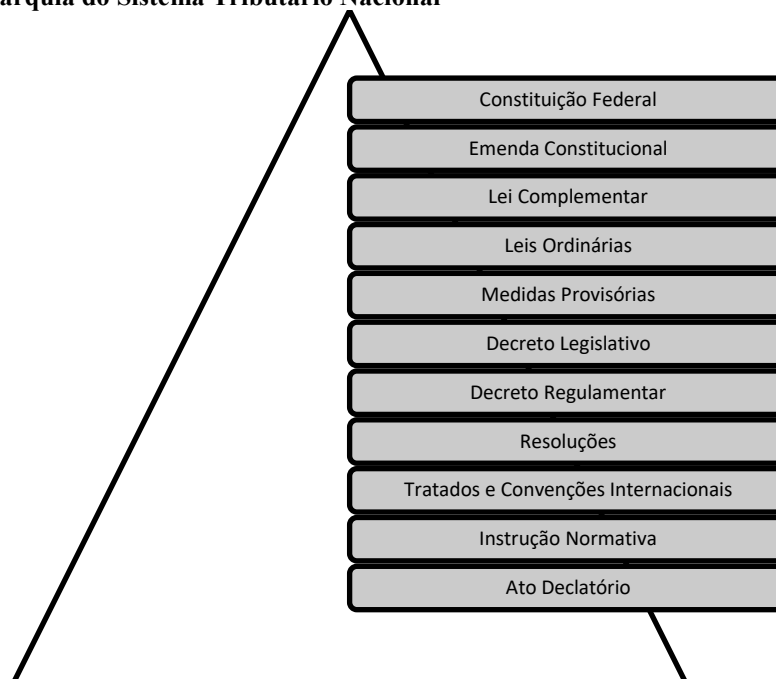 do Sistema Tributário Nacional
Constituição Federal
Emenda Constitucional
Lei Complementar
Leis Ordinárias
Medidas Provisórias
Decreto Legislativo
Decreto Regulamentar
Resoluções
Tratados e Convenções Internacionais
Instrução Normativa
Ato Declatório